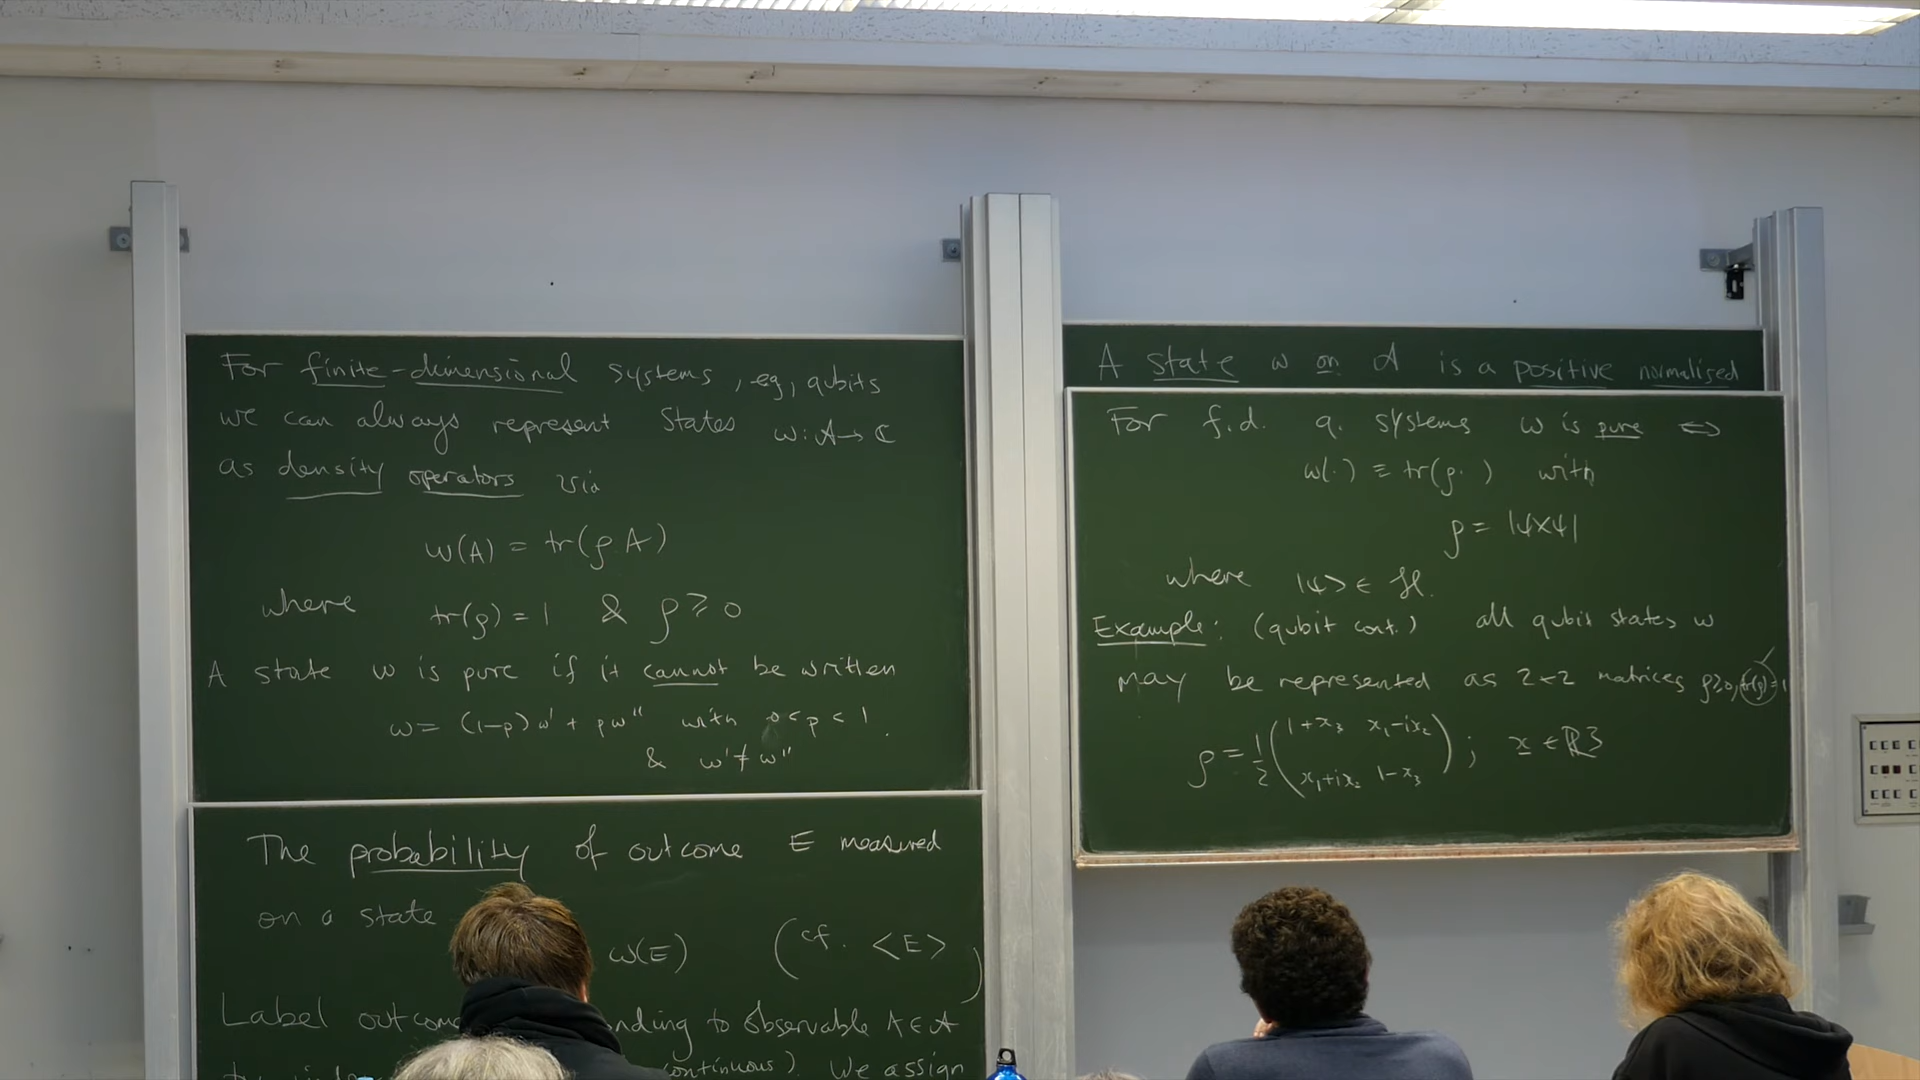 For finite-dimensional systems, eg, qubits
we can always represent States ω: 𝒜→ℂ
as density operators via
ω(A) = tr(ρA)
where tr(ρ) = 1 & ρ ⩾ 0
A state ω is pure if it cannot be written
ω = (1-p)ω' + pω'' with 0<p<1.
& ω' ≠ ω''
The probability of outcome E measured
on a state
ω(E) (cf. <E>)
Label outcome nding to observable A∈𝒜
continuous). We assign
A state ω on 𝒜 is a positive normalised
For f.d. q. systems ω is pure ⟺
ω(·) ≡ tr(ρ·) with
ρ = |ψ><ψ|
where |ψ> ∈ ℋ.
Example: (qubit cont.) all qubit states ω
may be represented as 2×2 matrices ρ⩾0, tr(ρ)=1
ρ = 1/2 ( 1+x₃ x₁-ix₂
x₁+ix₂ 1-x₃ ) ; x ∈ ℝ³